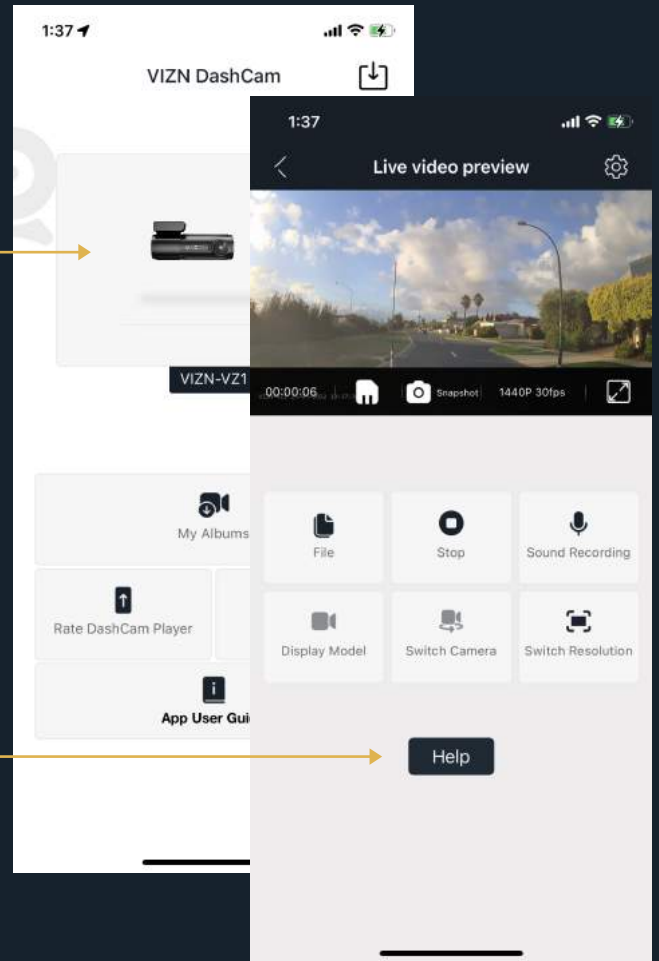 1:37
VIZN DashCam
VIZN-VZ1
My Albums
Rate DashCam Player
App User Gui
1:37
Live video preview
00:00:06
Snapshot
1440P 30fps
File
Stop
Sound Recording
Display Model
Switch Camera
Switch Resolution
Help